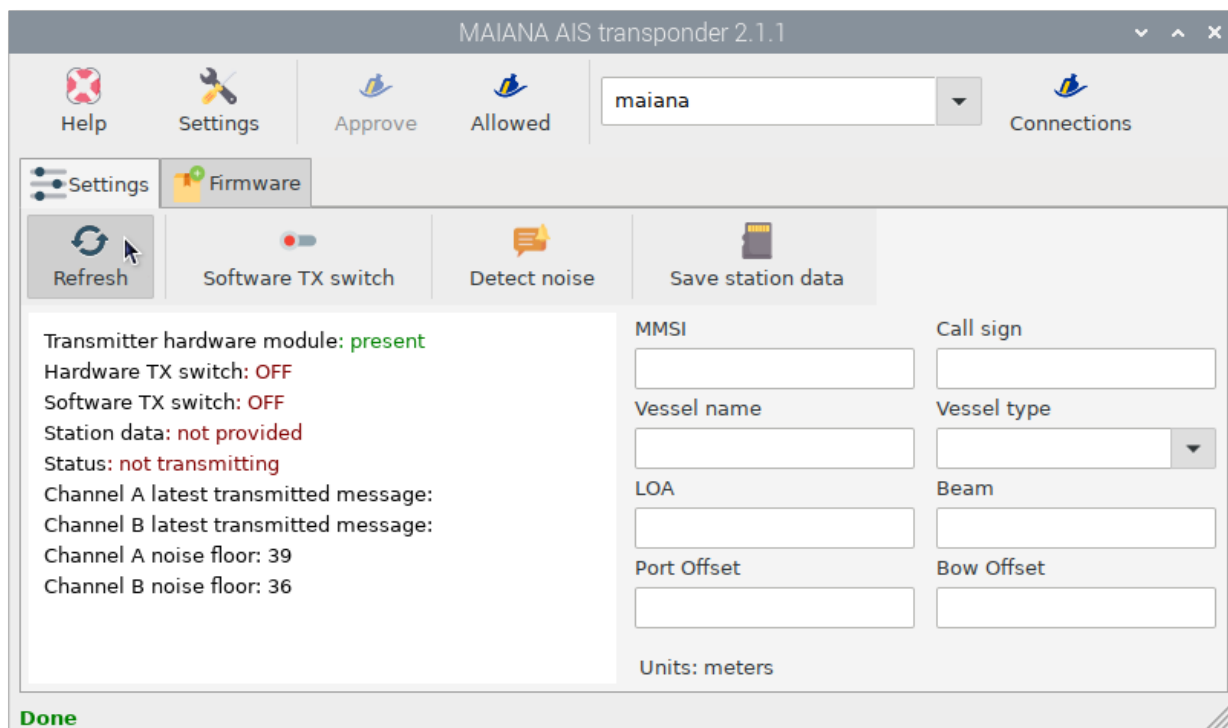 MAIANA AIS transponder 2.1.1
Help
Settings
Approve
Allowed
maiana
Connections
Settings
Firmware
Refresh
Software TX switch
Detect noise
Save station data
Transmitter hardware module: present
Hardware TX switch: OFF
Software TX switch: OFF
Station data: not provided
Status: not transmitting
Channel A latest transmitted message:
Channel B latest transmitted message:
Channel A noise floor: 39
Channel B noise floor: 36
MMSI
Call sign
Vessel name
Vessel type
LOA
Beam
Port Offset
Bow Offset
Units: meters
Done